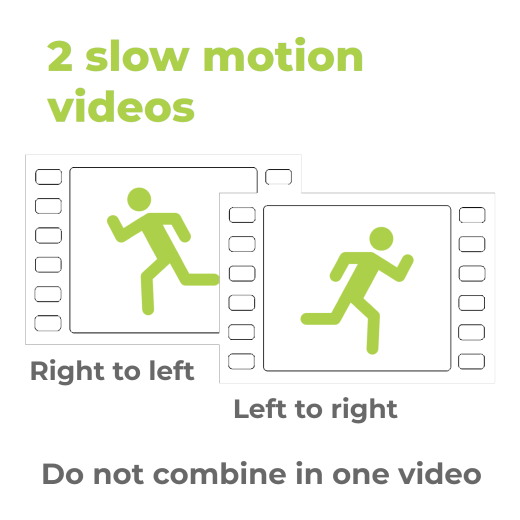 2 slow motion
videos
Right to left
Left to right
Do not combine in one video